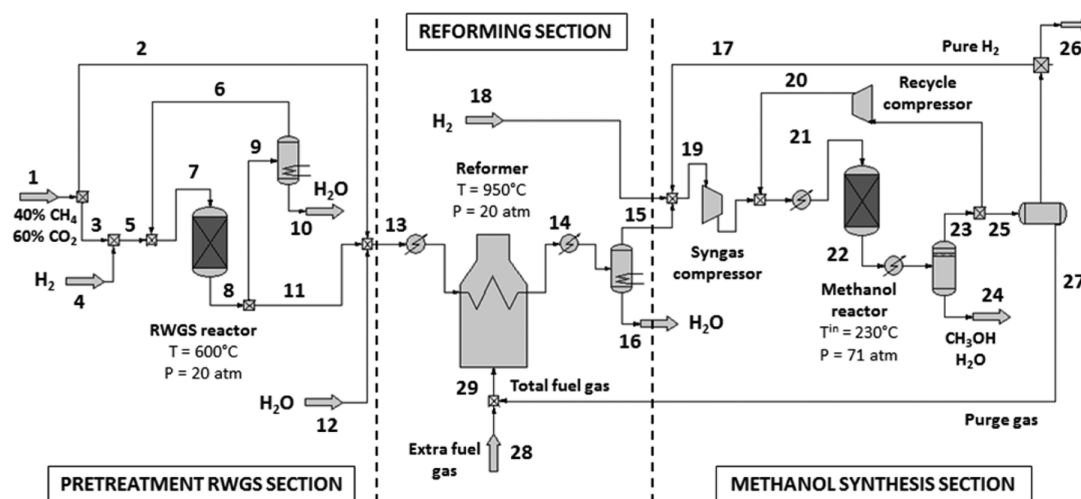 REFORMING SECTION
2
17
Pure H2
26
6
18
H2
20
Recycle
compressor
1
40% CH4
60% CO2
3
5
7
9
H2O
10
Reformer
T = 950°C
P = 20 atm
13
14
15
19
21
Syngas
compressor
23
25
27
H2
4
8
11
RWGS reactor
T = 600°C
P = 20 atm
16
H2O
22
Methanol
reactor
Tin = 230°C
P = 71 atm
24
CH3OH
H2O
H2O
12
29
Total fuel gas
Purge gas
Extra fuel
gas
28
PRETREATMENT RWGS SECTION
METHANOL SYNTHESIS SECTION